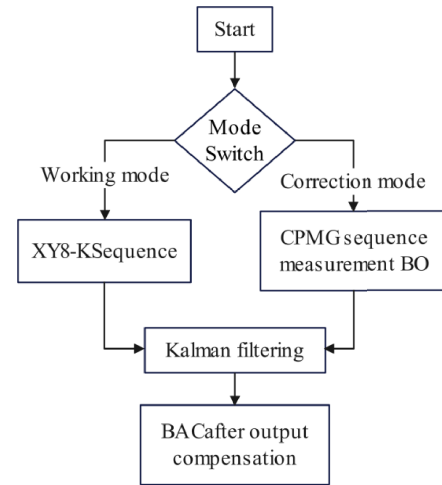 Start
Mode
Switch
Working mode
Correction mode
XY8-KSequence
CPMG sequence
measurement BO
Kalman filtering
BACafter output
compensation